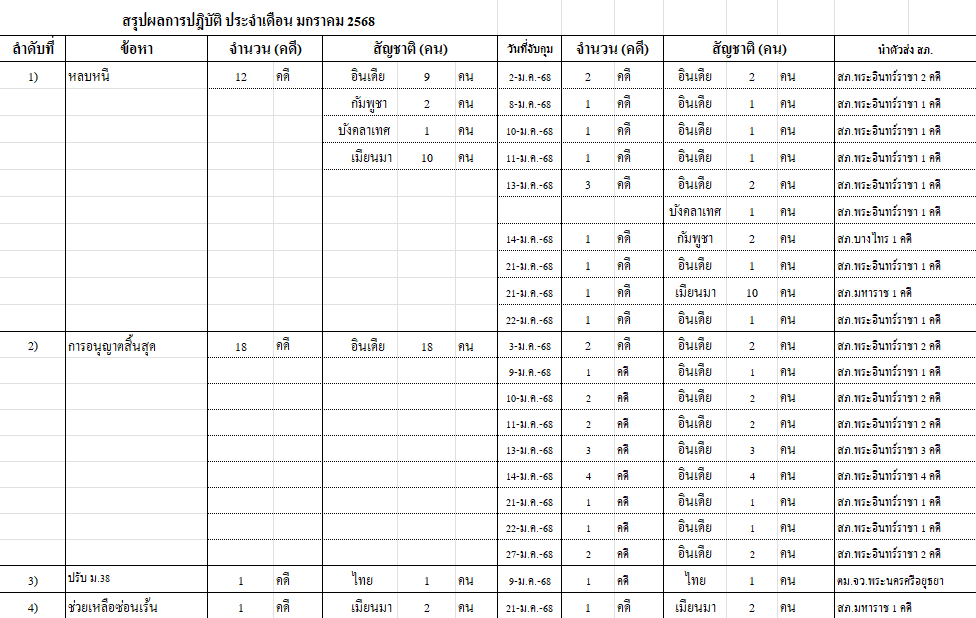 สรุปผลการปฎิบัติ ประจำเดือน มกราคม 2568
ลำดับที่ ข้อหา จำนวน (คดี) สัญชาติ (คน) วันที่จับกุม จำนวน (คดี) สัญชาติ (คน) นำตัวส่ง สภ.
1) หลบหนี 12 คดี อินเดีย 9 คน 2-ม.ค.-68 2 คดี อินเดีย 2 คน สภ.พระอินทร์ราชา 2 คดี
กัมพูชา 2 คน 8-ม.ค.-68 1 คดี อินเดีย 1 คน สภ.พระอินทร์ราชา 1 คดี
บังคลาเทศ 1 คน 10-ม.ค.-68 1 คดี อินเดีย 1 คน สภ.พระอินทร์ราชา 1 คดี
เมียนมา 10 คน 11-ม.ค.-68 1 คดี อินเดีย 1 คน สภ.พระอินทร์ราชา 1 คดี
13-ม.ค.-68 3 คดี อินเดีย 2 คน สภ.พระอินทร์ราชา 1 คดี
บังคลาเทศ 1 คน สภ.พระอินทร์ราชา 1 คดี
14-ม.ค.-68 1 คดี กัมพูชา 2 คน สภ.บางไทร 1 คดี
21-ม.ค.-68 1 คดี อินเดีย 1 คน สภ.พระอินทร์ราชา 1 คดี
21-ม.ค.-68 1 คดี เมียนมา 10 คน สภ.มหาราช 1 คดี
22-ม.ค.-68 1 คดี อินเดีย 1 คน สภ.พระอินทร์ราชา 1 คดี
2) การอนุญาตสิ้นสุด 18 คดี อินเดีย 18 คน 3-ม.ค.-68 2 คดี อินเดีย 2 คน สภ.พระอินทร์ราชา 2 คดี
9-ม.ค.-68 1 คดี อินเดีย 1 คน สภ.พระอินทร์ราชา 1 คดี
10-ม.ค.-68 2 คดี อินเดีย 2 คน สภ.พระอินทร์ราชา 2 คดี
11-ม.ค.-68 2 คดี อินเดีย 2 คน สภ.พระอินทร์ราชา 2 คดี
13-ม.ค.-68 3 คดี อินเดีย 3 คน สภ.พระอินทร์ราชา 3 คดี
14-ม.ค.-68 4 คดี อินเดีย 4 คน สภ.พระอินทร์ราชา 4 คดี
21-ม.ค.-68 1 คดี อินเดีย 1 คน สภ.พระอินทร์ราชา 1 คดี
22-ม.ค.-68 1 คดี อินเดีย 1 คน สภ.พระอินทร์ราชา 1 คดี
27-ม.ค.-68 2 คดี อินเดีย 2 คน สภ.พระอินทร์ราชา 2 คดี
3) ปรับ ม.38 1 คดี ไทย 1 คน 9-ม.ค.-68 1 คดี ไทย 1 คน ตม.จว.พระนครศรีอยุธยา
4) ช่วยเหลือซ่อนเร้น 1 คดี เมียนมา 2 คน 21-ม.ค.-68 1 คดี เมียนมา 2 คน สภ.มหาราช 1 คดี